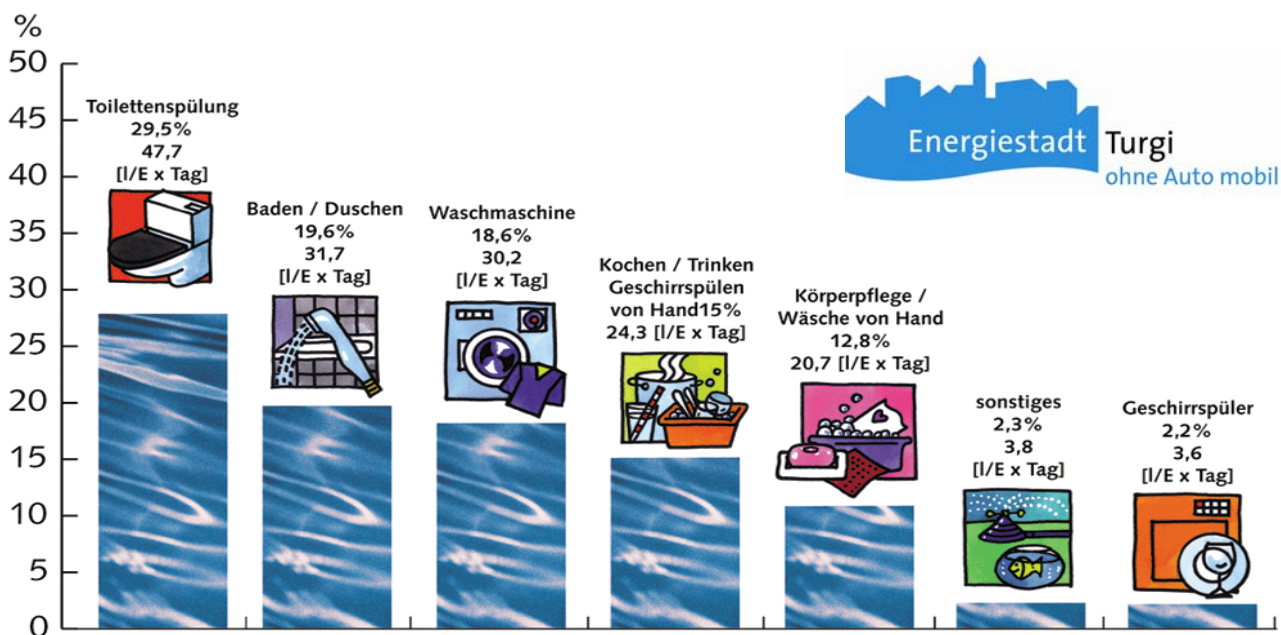 %
50
45
40
35
30
25
20
15
10
5
0
Toilettenspülung
29,5%
47,7
[l/E x Tag]
Baden / Duschen
19,6%
31,7
[l/E x Tag]
Waschmaschine
18,6%
30,2
[l/E x Tag]
Kochen / Trinken
Geschirrspülen
von Hand15%
24,3 [l/E x Tag]
Körperpflege /
Wäsche von Hand
12,8%
20,7 [l/E x Tag]
sonstiges
2,3%
3,8
[l/E x Tag]
Geschirrspüler
2,2%
3,6
[l/E x Tag]
Energiestadt Turgi
ohne Auto mobil